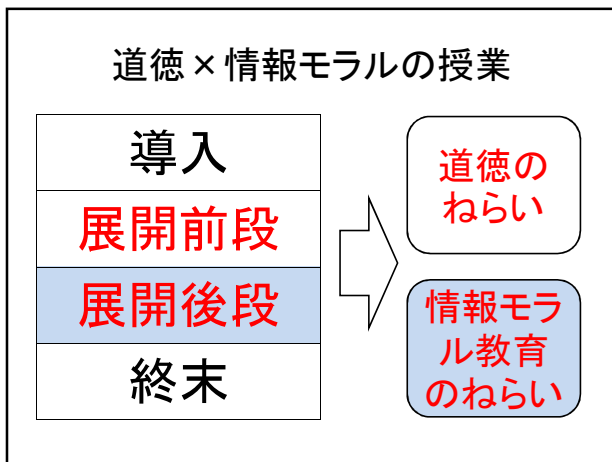 道徳×情報モラルの授業
導入
展開前段
展開後段
終末
道徳の
ねらい
情報モラ
ル教育
のねらい